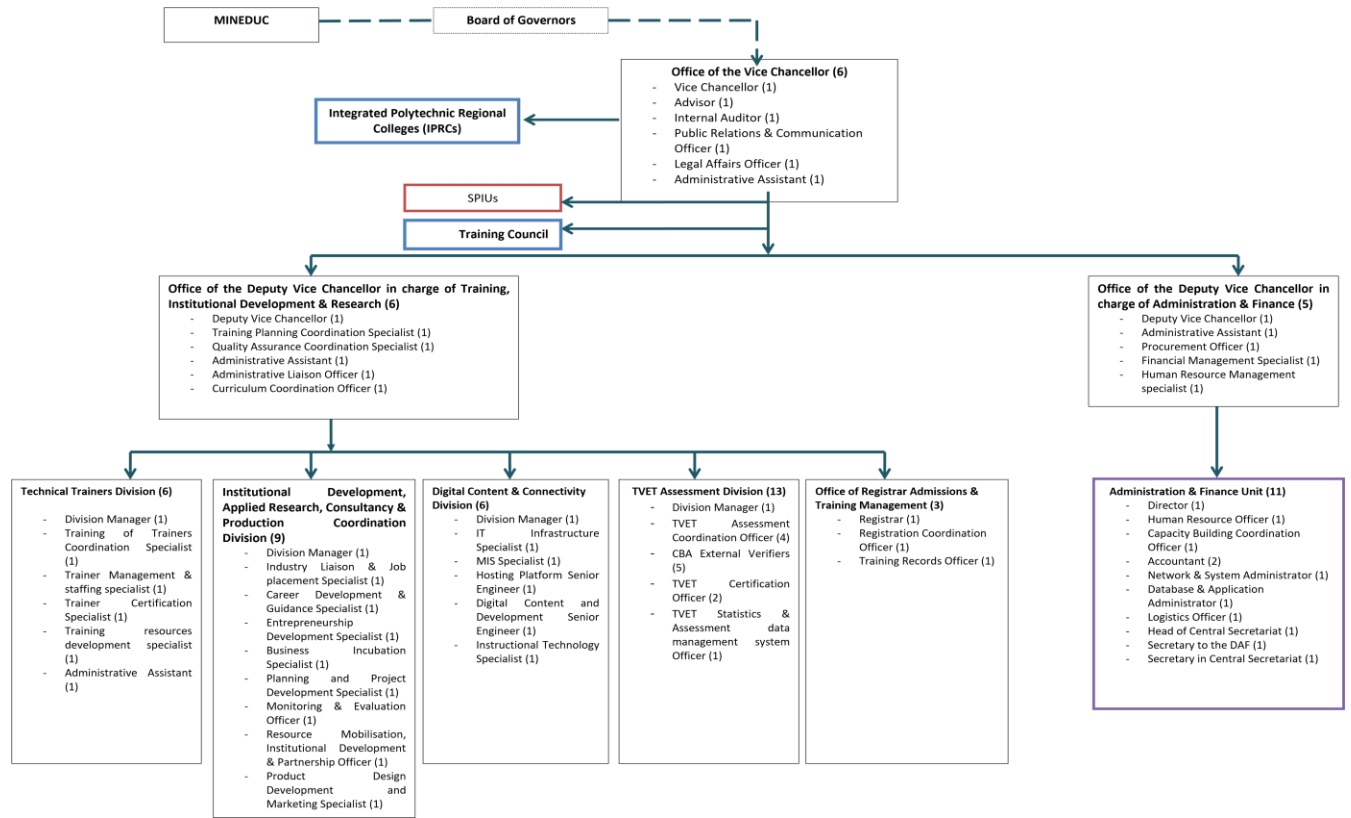 MINEDUC
Board of Governors
Office of the Vice Chancellor (6)
- Vice Chancellor (1)
- Advisor (1)
- Internal Auditor (1)
- Public Relations & Communication
Officer (1)
- Legal Affairs Officer (1)
- Administrative Assistant (1)
Integrated Polytechnic Regional
Colleges (IPRCs)
SPIUs
Training Council
Office of the Deputy Vice Chancellor in charge of Training,
Institutional Development & Research (6)
- Deputy Vice Chancellor (1)
- Training Planning Coordination Specialist (1)
- Quality Assurance Coordination Specialist (1)
- Administrative Assistant (1)
- Administrative Liaison Officer (1)
- Curriculum Coordination Officer (1)
Office of the Deputy Vice Chancellor in
charge of Administration & Finance (5)
- Deputy Vice Chancellor (1)
- Administrative Assistant (1)
- Procurement Officer (1)
- Financial Management Specialist (1)
- Human Resource Management
specialist (1)
Technical Trainers Division (6)
- Division Manager (1)
- Training of Trainers
Coordination Specialist
(1)
- Trainer Management &
staffing specialist (1)
- Trainer Certification
Specialist (1)
- Training resources
development specialist
(1)
- Administrative Assistant
(1)
Institutional Development,
Applied Research, Consultancy &
Production Coordination
Division (9)
- Division Manager (1)
- Industry Liaison & Job
placement Specialist (1)
- Career Development &
Guidance Specialist (1)
- Entrepreneurship
Development Specialist (1)
- Business Incubation
Specialist (1)
- Planning and Project
Development Specialist (1)
- Monitoring & Evaluation
Officer (1)
- Resource Mobilisation,
Institutional Development
& Partnership Officer (1)
- Product Design
Development and
Marketing Specialist (1)
Digital Content & Connectivity
Division (6)
- Division Manager (1)
- IT Infrastructure
Specialist (1)
- MIS Specialist (1)
- Hosting Platform Senior
Engineer (1)
- Digital Content and
Development Senior
Engineer (1)
- Instructional Technology
Specialist (1)
TVET Assessment Division (13)
- Division Manager (1)
- TVET Assessment
Coordination Officer (4)
- CBA External Verifiers
(5)
- TVET Certification
Officer (2)
- TVET Statistics &
Assessment data
management system
Officer (1)
Office of Registrar Admissions &
Training Management (3)
- Registrar (1)
- Registration Coordination
Officer (1)
- Training Records Officer (1)
Administration & Finance Unit (11)
- Director (1)
- Human Resource Officer (1)
- Capacity Building Coordination
Officer (1)
- Accountant (2)
- Network & System Administrator (1)
- Database & Application
Administrator (1)
- Logistics Officer (1)
- Head of Central Secretariat (1)
- Secretary to the DAF (1)
- Secretary in Central Secretariat (1)